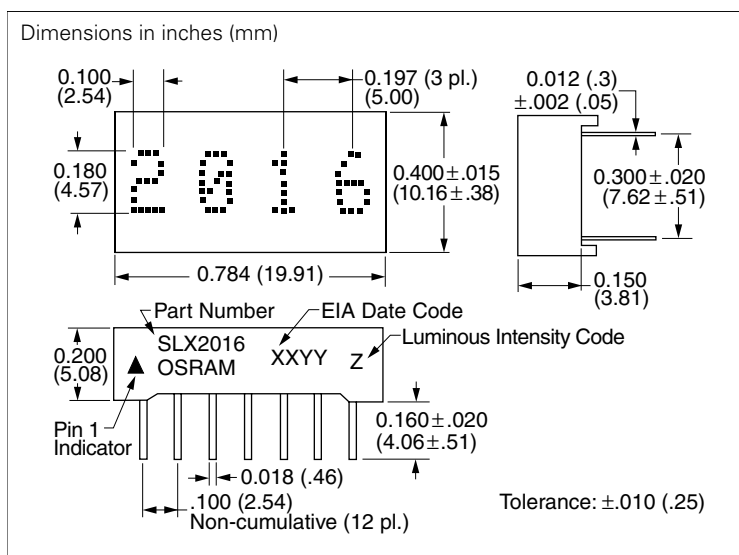 Dimensions in inches (mm)
0.100
(2.54)
0.197 (3 pl.)
(5.00)
0.012 (.3)
±.002 (.05)
0.180
(4.57)
2016
0.400±.015
(10.16±.38)
0.300±.020
(7.62±.51)
0.784 (19.91)
0.150
(3.81)
Part Number
EIA Date Code
Luminous Intensity Code
0.200
(5.08)
SLX2016
OSRAM
XXYY
Z
Pin 1
Indicator
0.160±.020
(4.06±.51)
0.018 (.46)
.100 (2.54)
Non-cumulative (12 pl.)
Tolerance: ±.010 (.25)